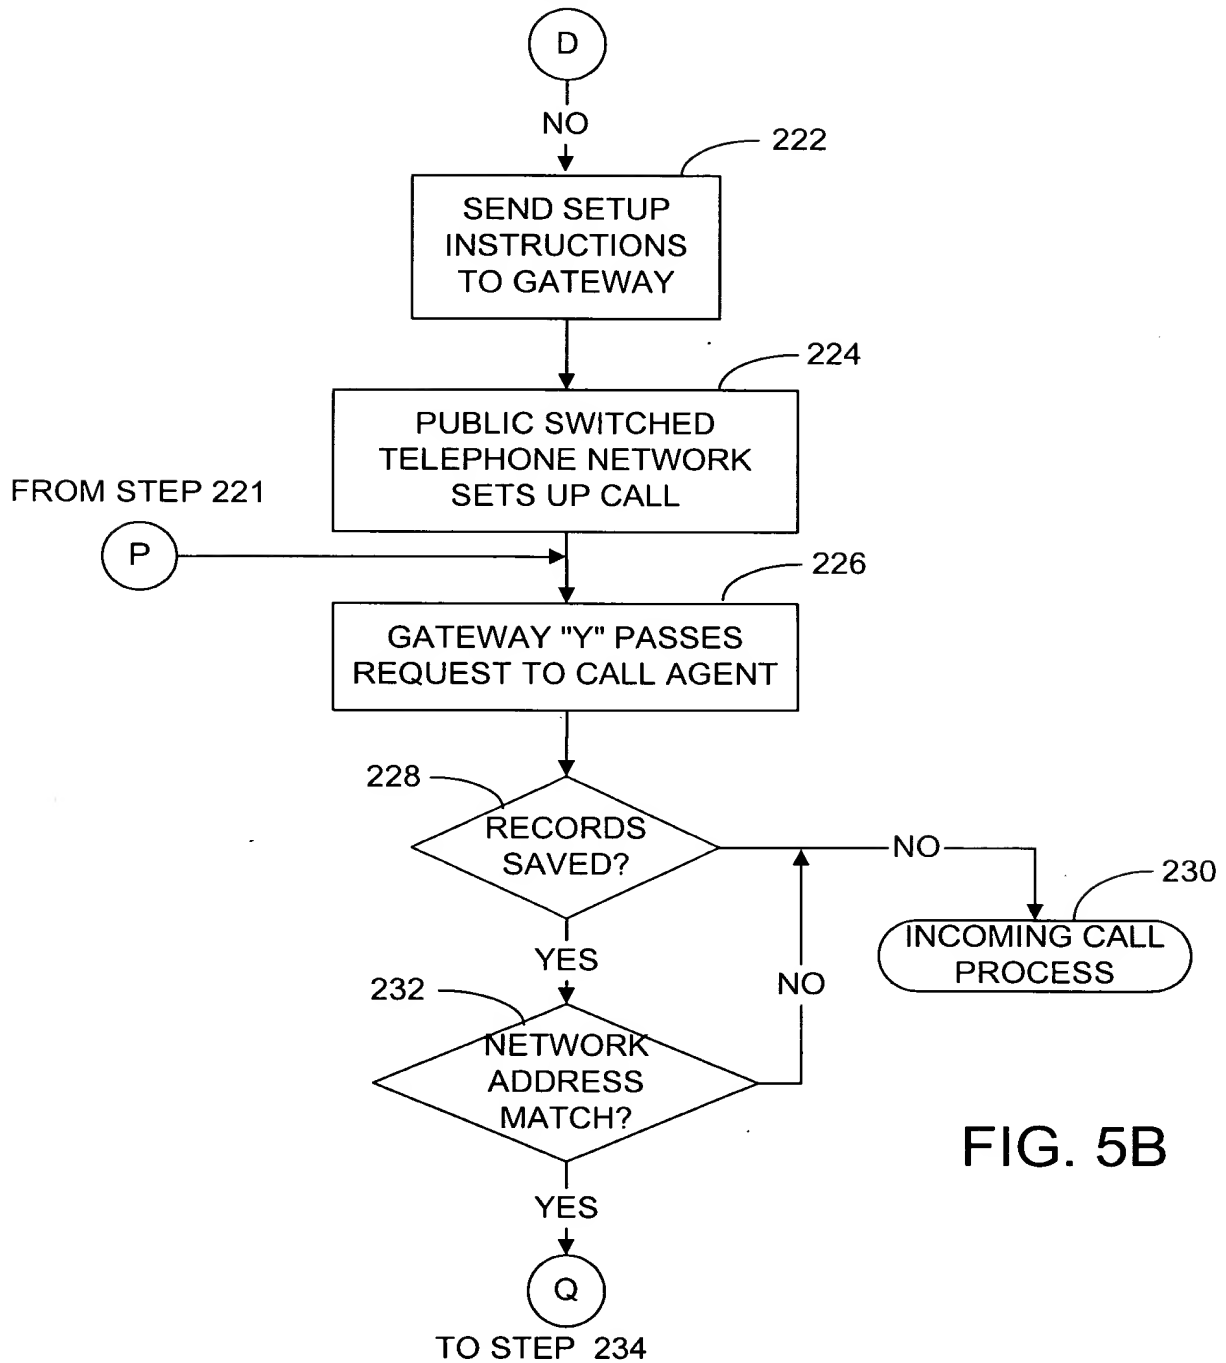 D
NO
222
SEND SETUP
INSTRUCTIONS
TO GATEWAY
224
PUBLIC SWITCHED
TELEPHONE NETWORK
SETS UP CALL
FROM STEP 221
P
226
GATEWAY "Y" PASSES
REQUEST TO CALL AGENT
228
RECORDS
SAVED?
NO
230
INCOMING CALL
PROCESS
YES
NO
232
NETWORK
ADDRESS
MATCH?
FIG. 5B
YES
Q
TO STEP 234